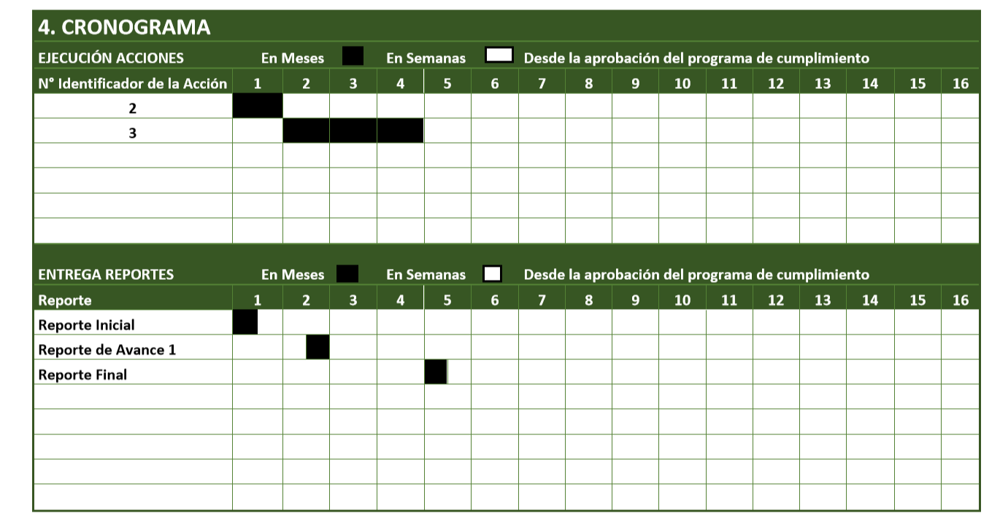 4. CRONOGRAMA
EJECUCIÓN ACCIONES En Meses En Semanas Desde la aprobación del programa de cumplimiento
N° Identificador de la Acción 1 2 3 4 5 6 7 8 9 10 11 12 13 14 15 16
2
3
ENTREGA REPORTES En Meses En Semanas Desde la aprobación del programa de cumplimiento
Reporte 1 2 3 4 5 6 7 8 9 10 11 12 13 14 15 16
Reporte Inicial
Reporte de Avance 1
Reporte Final